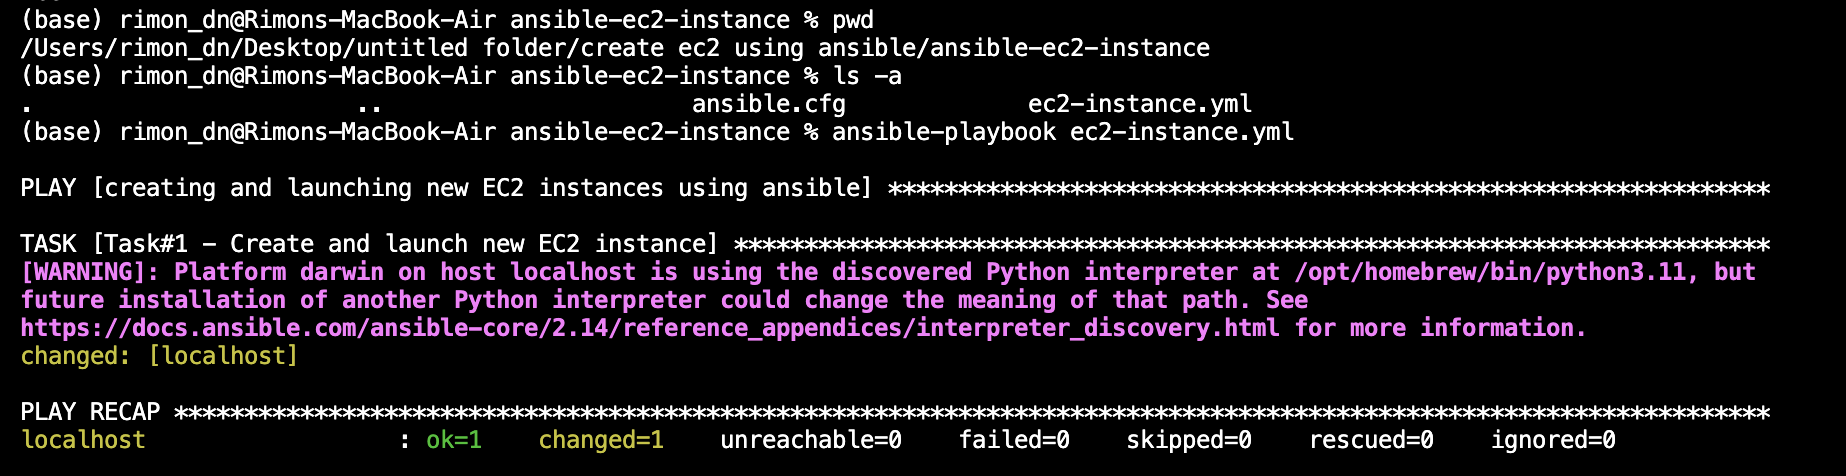 (base) rimon_dn@Rimons-MacBook-Air ansible-ec2-instance % pwd
/Users/rimon_dn/Desktop/untitled folder/create ec2 using ansible/ansible-ec2-instance
(base) rimon_dn@Rimons-MacBook-Air ansible-ec2-instance % ls -a
. .. ansible.cfg ec2-instance.yml
(base) rimon_dn@Rimons-MacBook-Air ansible-ec2-instance % ansible-playbook ec2-instance.yml
PLAY [creating and launching new EC2 instances using ansible] ***************************************************************
TASK [Task#1 - Create and launch new EC2 instance] **************************************************************************
[WARNING]: Platform darwin on host localhost is using the discovered Python interpreter at /opt/homebrew/bin/python3.11, but
future installation of another Python interpreter could change the meaning of that path. See
https://docs.ansible.com/ansible-core/2.14/reference_appendices/interpreter_discovery.html for more information.
changed: [localhost]
PLAY RECAP ******************************************************************************************************************
localhost : ok=1 changed=1 unreachable=0 failed=0 skipped=0 rescued=0 ignored=0